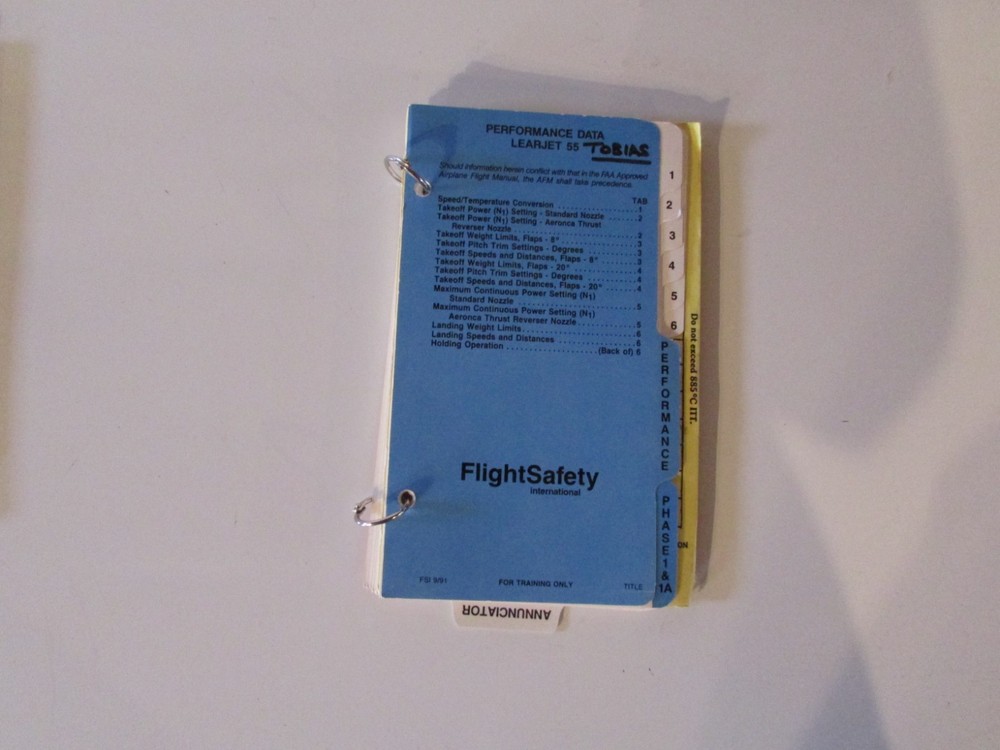 PERFORMANCE DATA
LEARJET 55 TOBIAS
Should information herein conflict with that in the FAA Approved
Airplane Flight Manual, the AFM shall take precedence.
TAB
Speed/Temperature Conversion ....................1
Takeoff Power (N1) Setting - Standard Nozzle .......2
Takeoff Power (N1) Setting - Aeronca Thrust
Reverser Nozzle ..............................2
Takeoff Weight Limits, Flaps - 8° ..................3
Takeoff Pitch Trim Settings - Degrees .............3
Takeoff Speeds and Distances, Flaps - 8° .........3
Takeoff Weight Limits, Flaps - 20° ................4
Takeoff Pitch Trim Settings - Degrees .............4
Takeoff Speeds and Distances, Flaps - 20° ........4
Maximum Continuous Power Setting (N1)
Standard Nozzle .............................5
Maximum Continuous Power Setting (N1)
Aeronca Thrust Reverser Nozzle...............5
Landing Weight Limits............................6
Landing Speeds and Distances ....................6
Holding Operation .......................(Back of) 6
FlightSafety
international
FSI 9/91
FOR TRAINING ONLY
TITLE
1
2
3
4
5
6
PERFORMANCE
PHASE 1 & 1A
Do not exceed 885°C ITT.
ON
ANNUNCIATOR